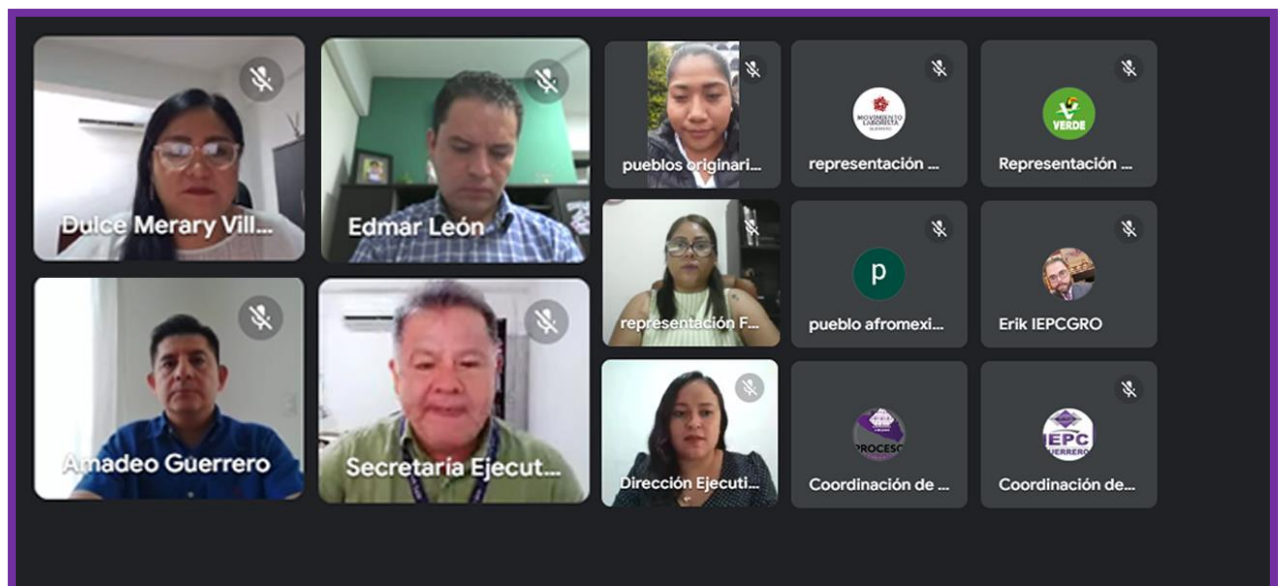 Dulce Merary Vill...
Edmar León
pueblos originari...
MOVIMIENTO
LABORISTA
GUERRERO
representación ...
VERDE
Representación ...
representación F...
p
pueblo afromexi...
Erik IEPCGRO
Amadeo Guerrero
Secretaría Ejecut...
Dirección Ejecuti...
PROCESO
Coordinación de ...
IEPC
GUERRERO
Coordinación de...